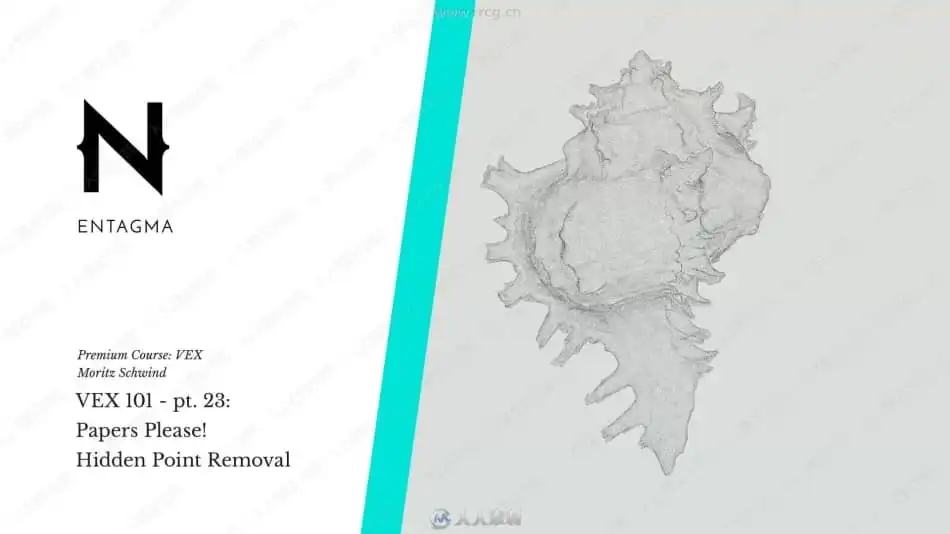 www.rrcg.cn
ENTAGMA
Premium Course: VEX
Moritz Schwind
VEX 101 - pt. 23:
Papers Please!
Hidden Point Removal
人人素材